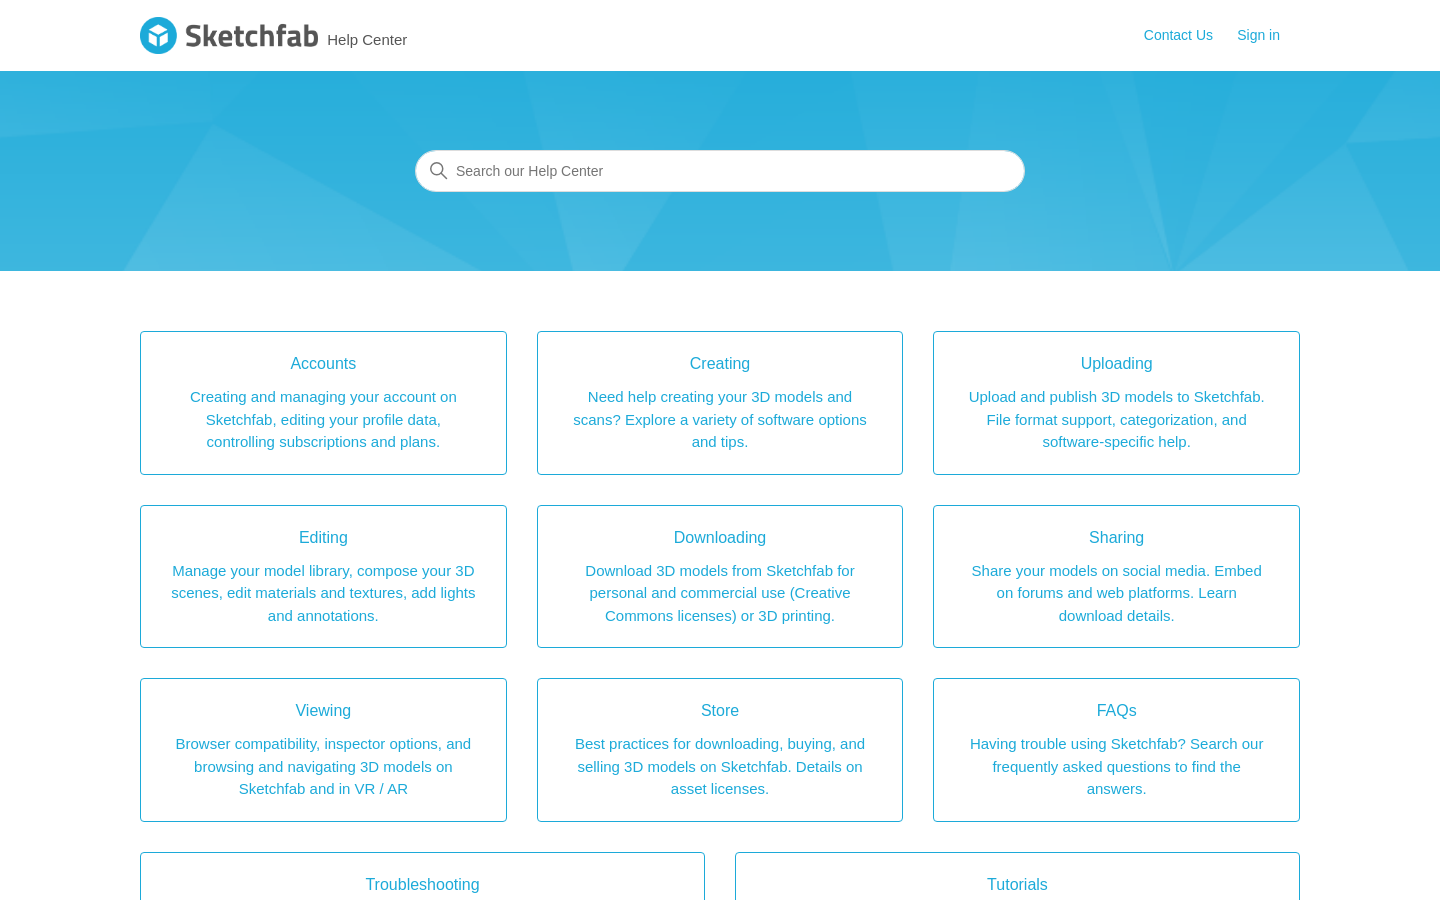 Sketchfab Help Center
Contact Us Sign in
Search our Help Center
Accounts
Creating and managing your account on
Sketchfab, editing your profile data,
controlling subscriptions and plans.
Creating
Need help creating your 3D models and
scans? Explore a variety of software options
and tips.
Uploading
Upload and publish 3D models to Sketchfab.
File format support, categorization, and
software-specific help.
Editing
Manage your model library, compose your 3D
scenes, edit materials and textures, add lights
and annotations.
Downloading
Download 3D models from Sketchfab for
personal and commercial use (Creative
Commons licenses) or 3D printing.
Sharing
Share your models on social media. Embed
on forums and web platforms. Learn
download details.
Viewing
Browser compatibility, inspector options, and
browsing and navigating 3D models on
Sketchfab and in VR / AR
Store
Best practices for downloading, buying, and
selling 3D models on Sketchfab. Details on
asset licenses.
FAQs
Having trouble using Sketchfab? Search our
frequently asked questions to find the
answers.
Troubleshooting
Tutorials